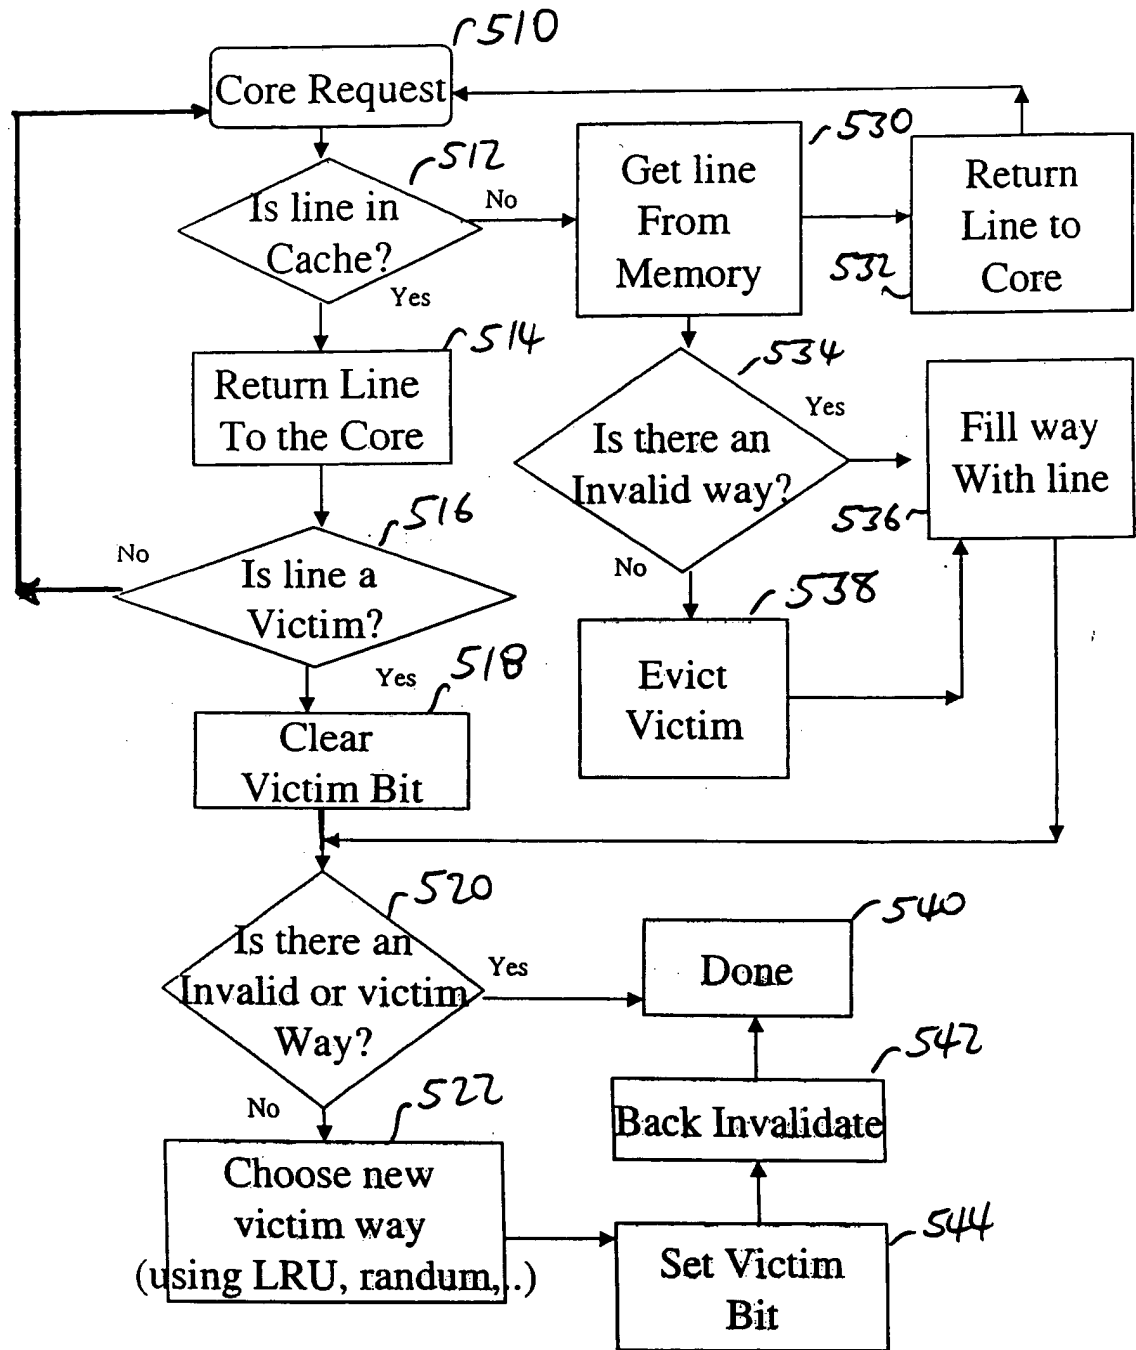 510
Core Request
512
Is line in
Cache?
No
Yes
530
Get line
From
Memory
Return
Line to
Core
532
514
Return Line
To the Core
534
Is there an
Invalid way?
Yes
No
Fill way
With line
536
516
Is line a
Victim?
No
Yes
518
Clear
Victim Bit
538
Evict
Victim
520
Is there an
Invalid or victim
Way?
Yes
No
540
Done
542
Back Invalidate
522
Choose new
victim way
(using LRU, randum,..)
544
Set Victim
Bit